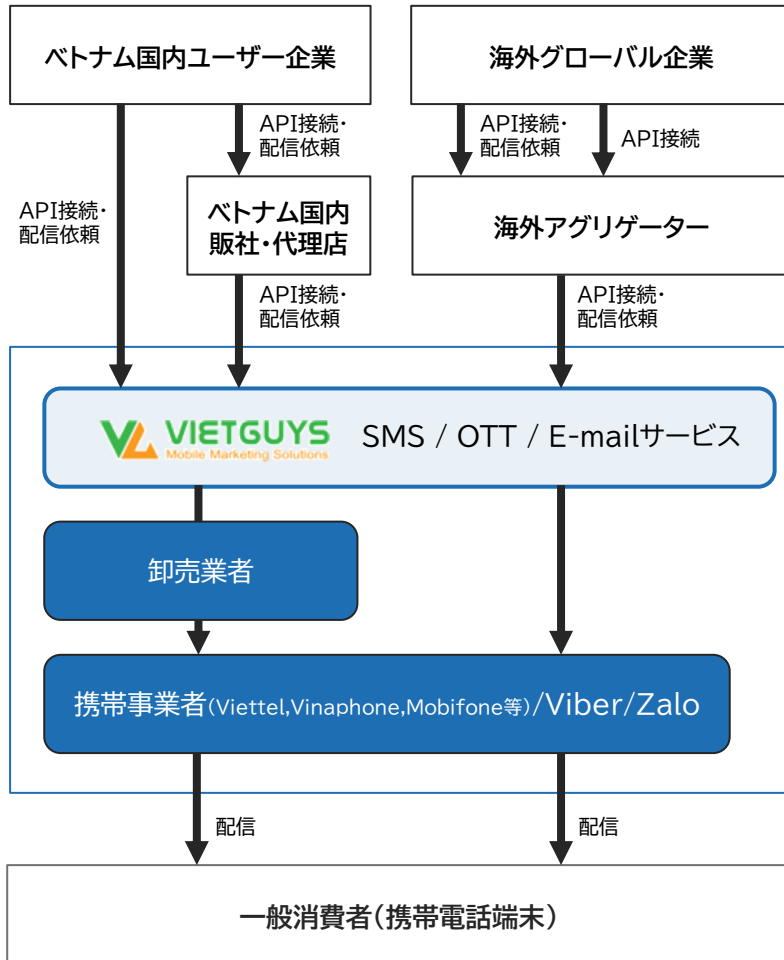 ベトナム国内ユーザー企業
海外グローバル企業
API接続・
配信依頼
API接続・
配信依頼
API接続
API接続・
配信依頼
ベトナム国内
販社・代理店
海外アグリゲーター
API接続・
配信依頼
API接続・
配信依頼
VIETGUYS
Mobile Marketing Solutions
SMS / OTT / E-mailサービス
卸売業者
携帯事業者(Viettel,Vinaphone,Mobifone等)/Viber/Zalo
配信
配信
一般消費者(携帯電話端末)